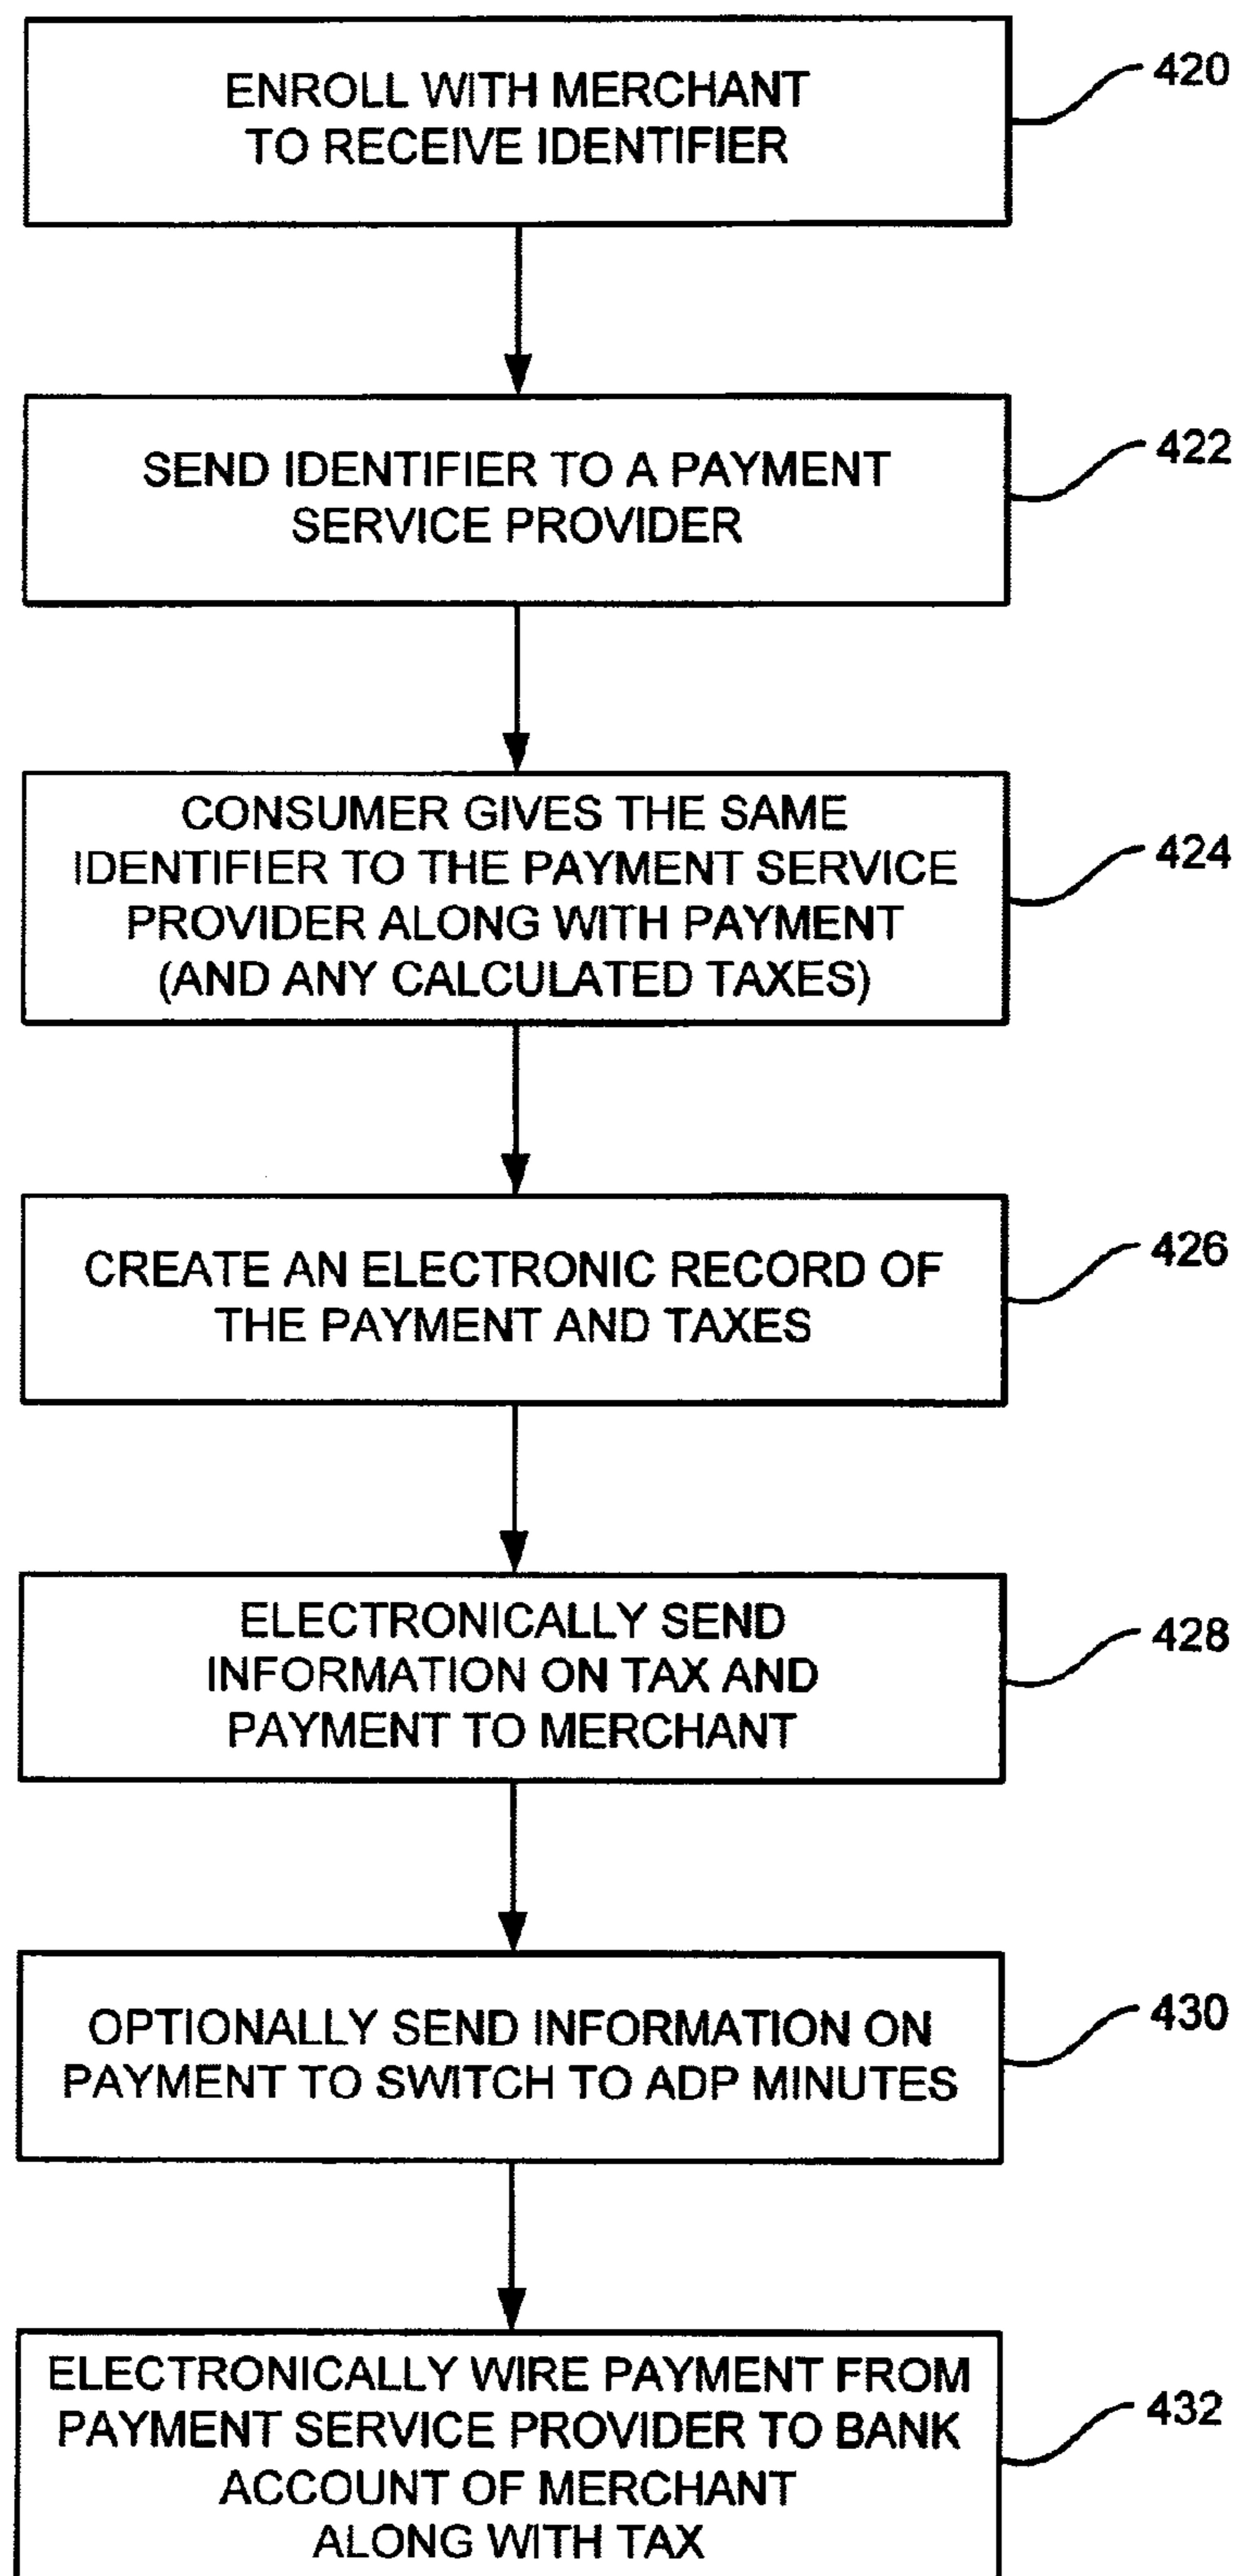 ENROLL WITH MERCHANT
TO RECEIVE IDENTIFIER
420
SEND IDENTIFIER TO A PAYMENT
SERVICE PROVIDER
422
CONSUMER GIVES THE SAME
IDENTIFIER TO THE PAYMENT SERVICE
PROVIDER ALONG WITH PAYMENT
(AND ANY CALCULATED TAXES)
424
CREATE AN ELECTRONIC RECORD OF
THE PAYMENT AND TAXES
426
ELECTRONICALLY SEND
INFORMATION ON TAX AND
PAYMENT TO MERCHANT
428
OPTIONALLY SEND INFORMATION ON
PAYMENT TO SWITCH TO ADP MINUTES
430
ELECTRONICALLY WIRE PAYMENT FROM
PAYMENT SERVICE PROVIDER TO BANK
ACCOUNT OF MERCHANT
ALONG WITH TAX
432